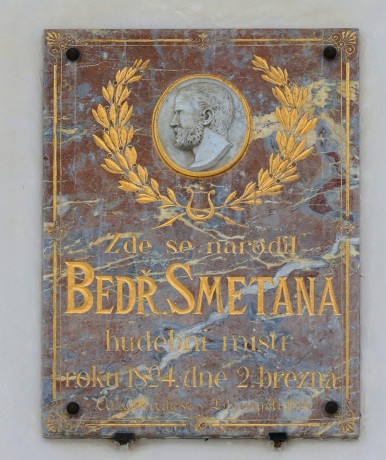 Zde se narodil
BEDŘ. SMETANA
hudební mistr
roku 1824. dne 2. března